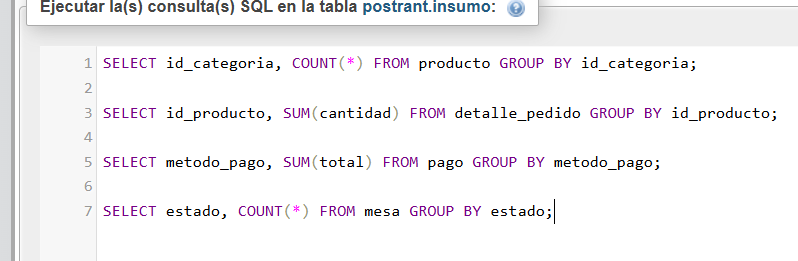 Ejecutar la(s) consulta(s) SQL en la tabla postrant.insumo:
1 SELECT id_categoria, COUNT(*) FROM producto GROUP BY id_categoria;
2
3 SELECT id_producto, SUM(cantidad) FROM detalle_pedido GROUP BY id_producto;
4
5 SELECT metodo_pago, SUM(total) FROM pago GROUP BY metodo_pago;
6
7 SELECT estado, COUNT(*) FROM mesa GROUP BY estado;